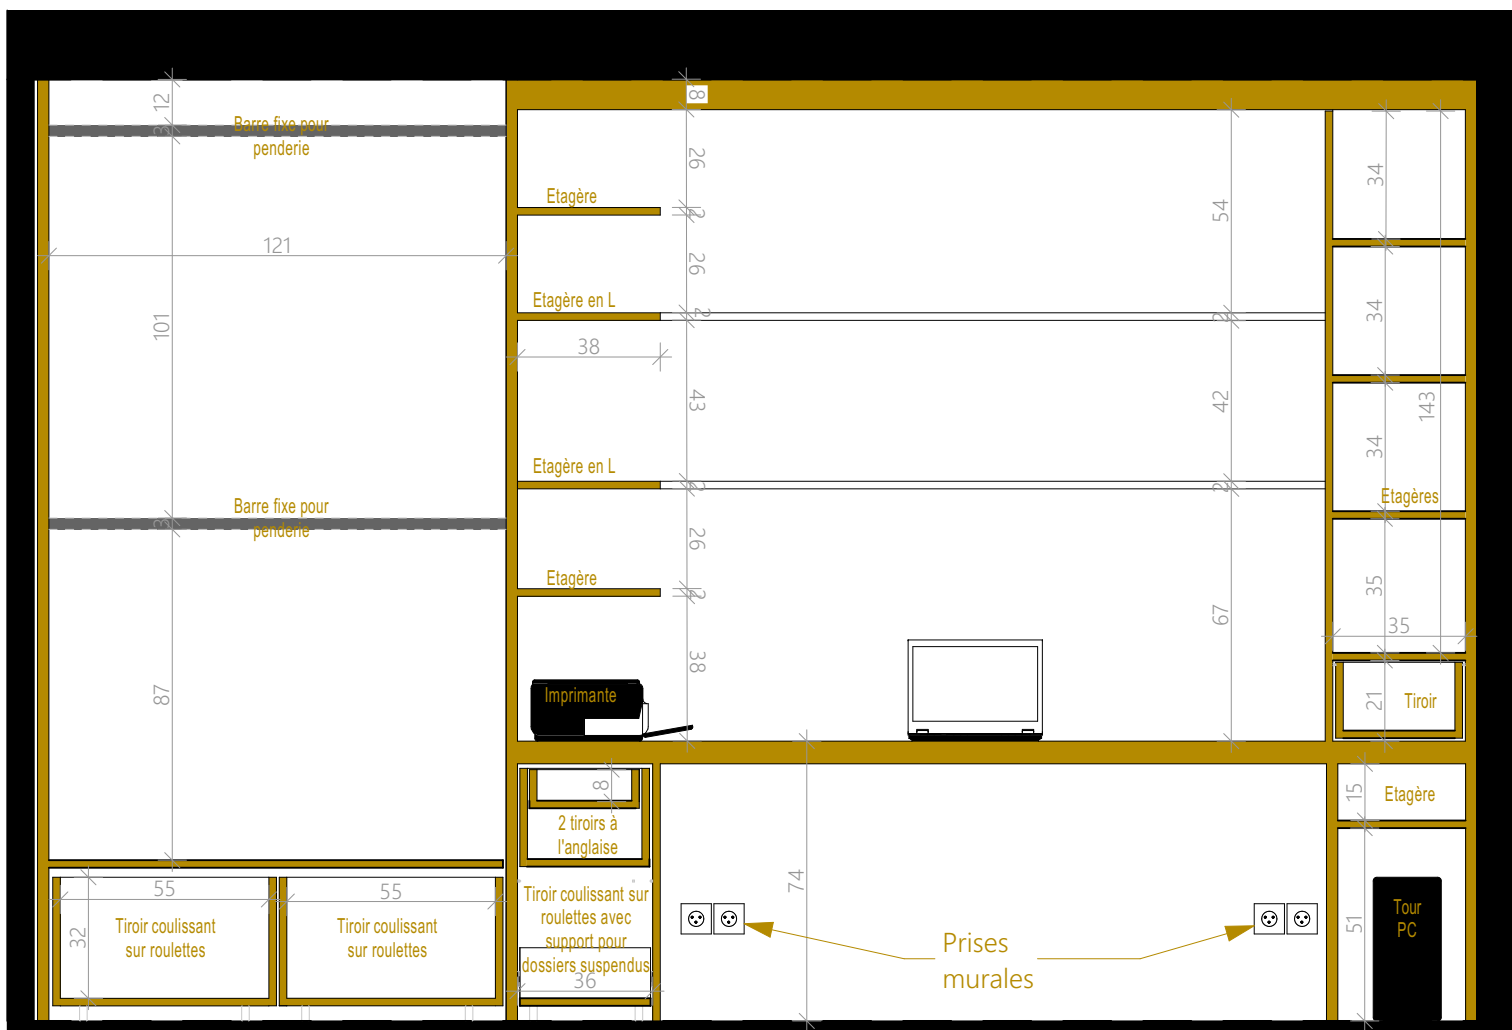 12
8
3
Barre fixe pour
penderie
26
34
Etagère
2
54
121
26
Etagère en L
2
2
34
101
38
43
42
143
34
Etagère en L
2
2
Etagères
Barre fixe pour
3
penderie
26
Etagère
2
35
67
35
38
87
Imprimante
21
Tiroir
8
15
Etagère
2 tiroirs à
l'anglaise
74
55
55
Tiroir coulissant sur
roulettes avec
support pour
dossiers suspendus
36
32
Tiroir coulissant
sur roulettes
Tiroir coulissant
sur roulettes
Prises
murales
51
Tour
PC